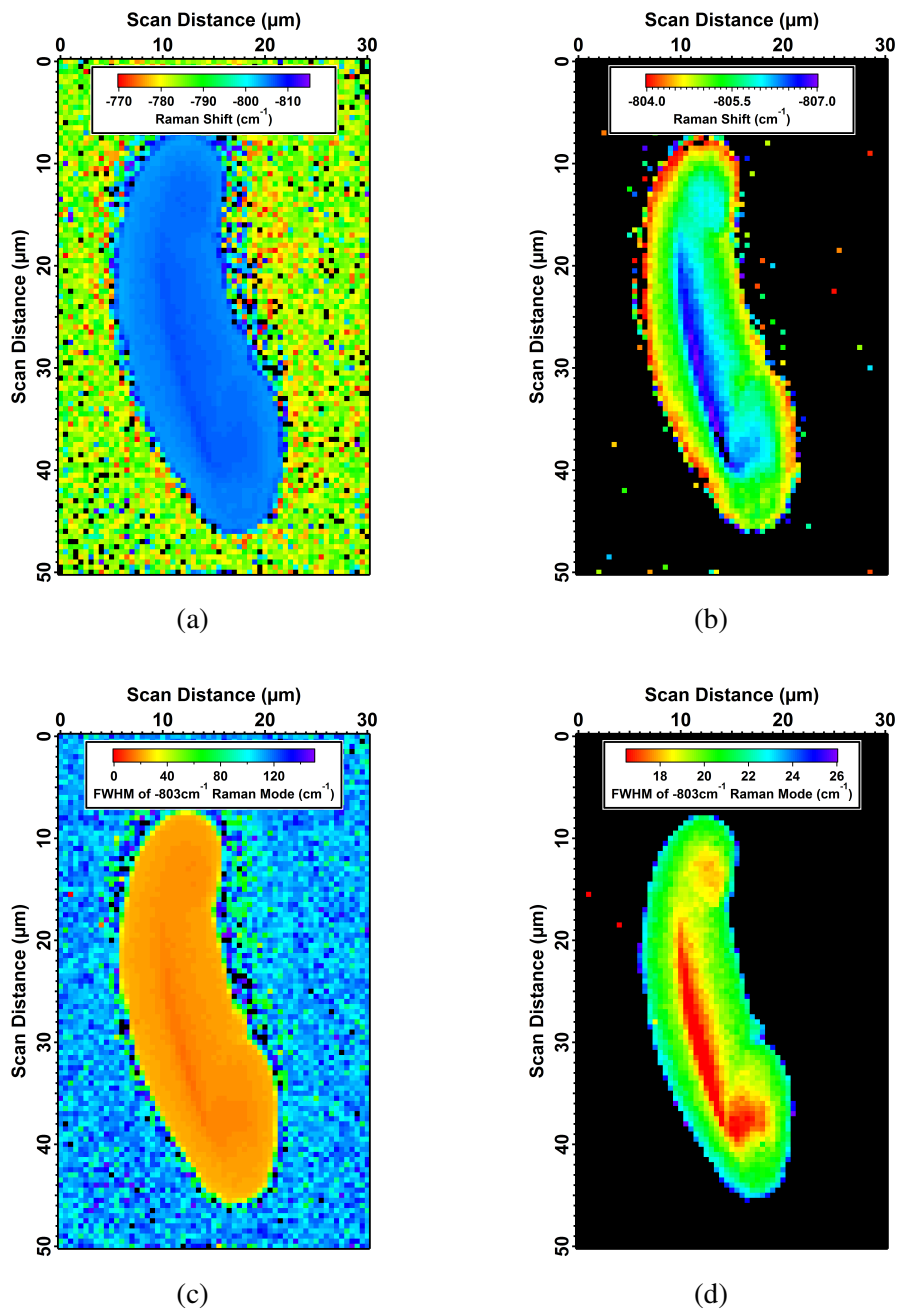 Scan Distance (µm)
0 10 20 30
Scan Distance (µm)
0 10 20 30 40 50
-770 -780 -790 -800 -810
Raman Shift (cm⁻¹)
(a)
Scan Distance (µm)
0 10 20 30
Scan Distance (µm)
0 10 20 30 40 50
-804.0 -805.5 -807.0
Raman Shift (cm⁻¹)
(b)
Scan Distance (µm)
0 10 20 30
Scan Distance (µm)
0 10 20 30 40 50
0 40 80 120
FWHM of -803cm⁻¹ Raman Mode (cm⁻¹)
(c)
Scan Distance (µm)
0 10 20 30
Scan Distance (µm)
0 10 20 30 40 50
18 20 22 24 26
FWHM of -803cm⁻¹ Raman Mode (cm⁻¹)
(d)